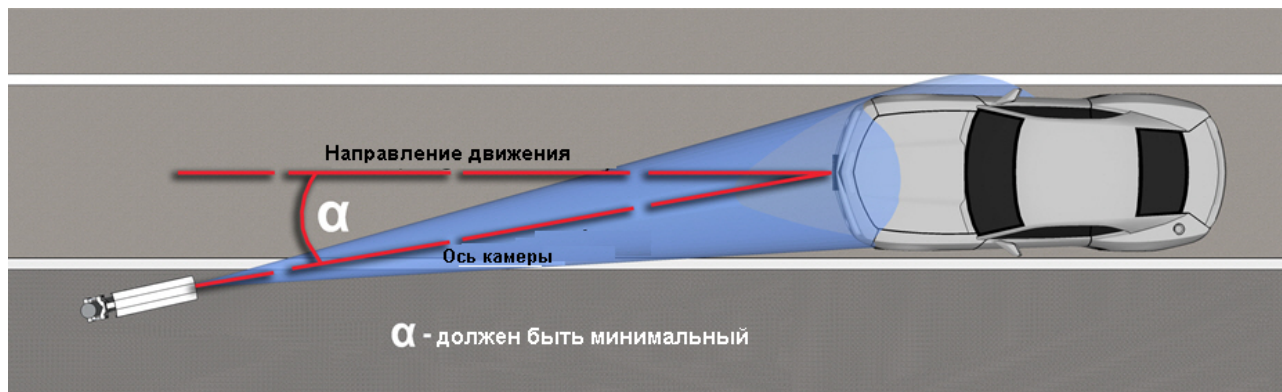 Направление движения
α
Ось камеры
α - должен быть минимальный